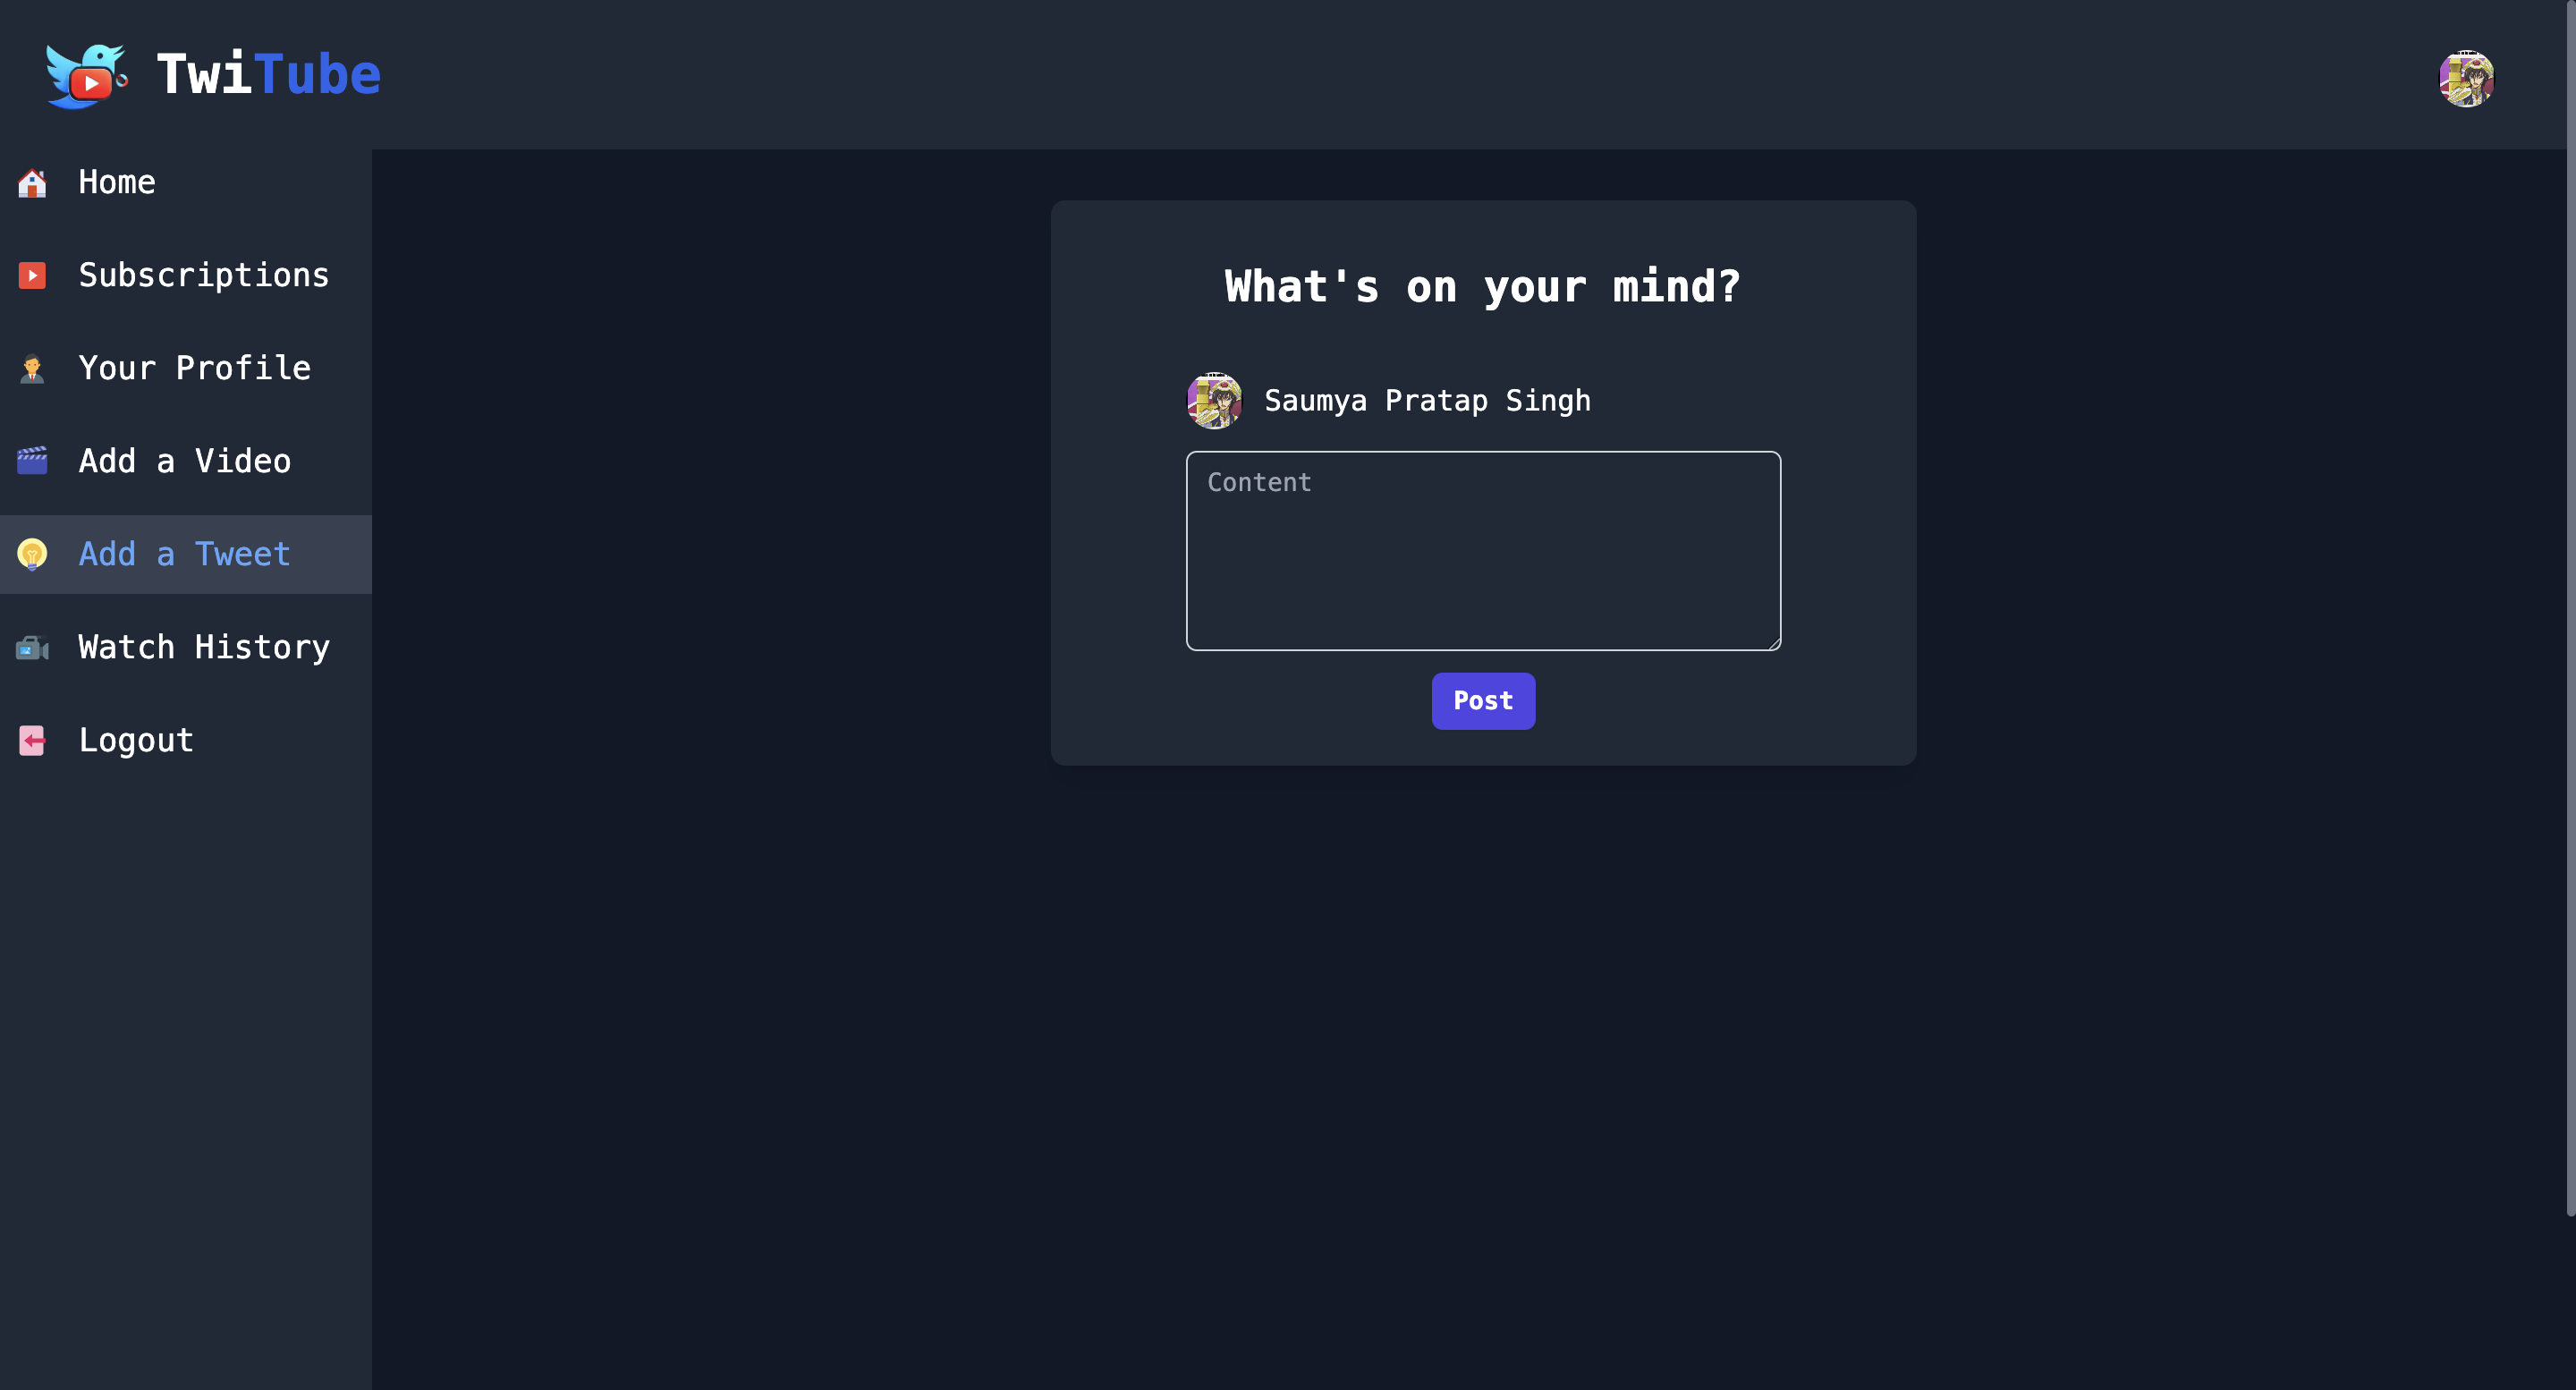 TwiTube
Home
Subscriptions
Your Profile
Add a Video
Add a Tweet
Watch History
Logout
What's on your mind?
Saumya Pratap Singh
Content
Post